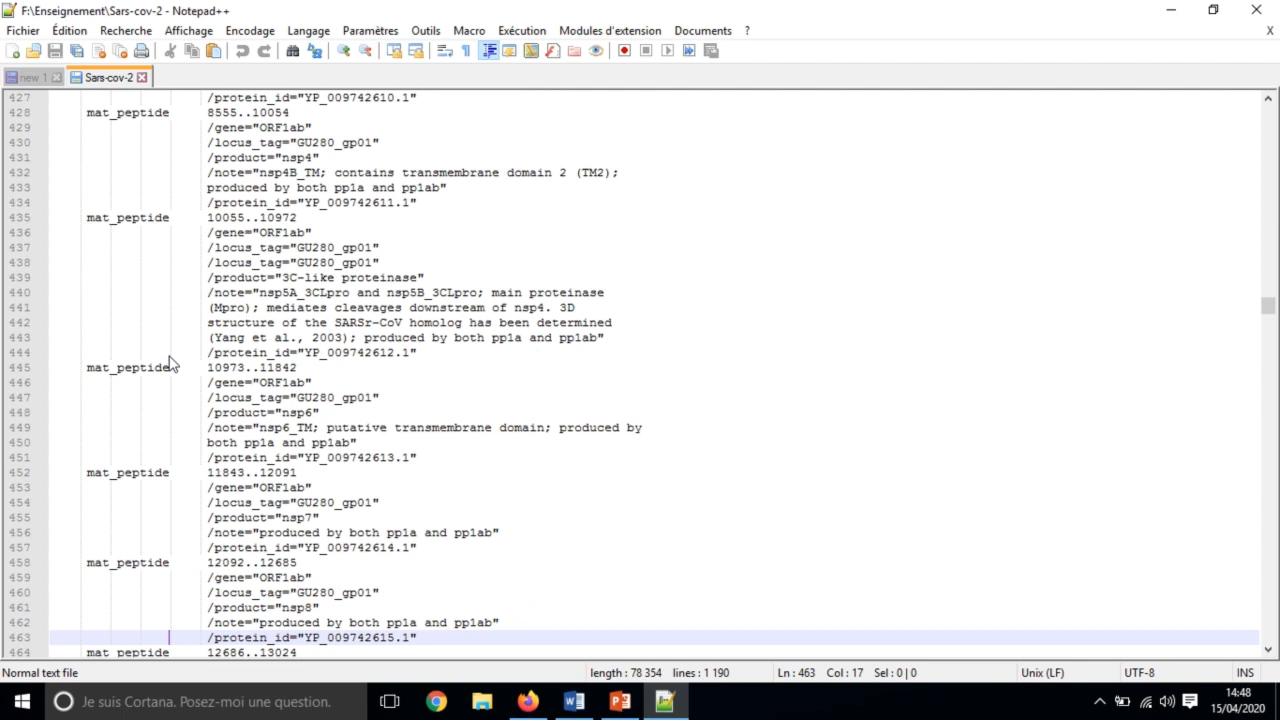 F:\Enseignement\Sars-cov-2 - Notepad++
Fichier Édition Recherche Affichage Encodage Langage Paramètres Outils Macro Exécution Modules d'extension Documents ? X
new 1 Sars-cov-2
427 /protein_id="YP_009742610.1"
428 mat_peptide 8555..10054
429 /gene="ORF1ab"
430 /locus_tag="GU280_gp01"
431 /product="nsp4"
432 /note="nsp4B_TM; contains transmembrane domain 2 (TM2);
433 produced by both pp1a and pp1ab"
434 /protein_id="YP_009742611.1"
435 mat_peptide 10055..10972
436 /gene="ORF1ab"
437 /locus_tag="GU280_gp01"
438 /locus_tag="GU280_gp01"
439 /product="3C-like proteinase"
440 /note="nsp5A_3CLpro and nsp5B_3CLpro; main proteinase
441 (Mpro); mediates cleavages downstream of nsp4. 3D
442 structure of the SARSr-CoV homolog has been determined
443 (Yang et al., 2003); produced by both pp1a and pp1ab"
444 /protein_id="YP_009742612.1"
445 mat_peptide 10973..11842
446 /gene="ORF1ab"
447 /locus_tag="GU280_gp01"
448 /product="nsp6"
449 /note="nsp6_TM; putative transmembrane domain; produced by
450 both pp1a and pp1ab"
451 /protein_id="YP_009742613.1"
452 mat_peptide 11843..12091
453 /gene="ORF1ab"
454 /locus_tag="GU280_gp01"
455 /product="nsp7"
456 /note="produced by both pp1a and pp1ab"
457 /protein_id="YP_009742614.1"
458 mat_peptide 12092..12685
459 /gene="ORF1ab"
460 /locus_tag="GU280_gp01"
461 /product="nsp8"
462 /note="produced by both pp1a and pp1ab"
463 /protein_id="YP_009742615.1"
464 mat_peptide 12686..13024
Normal text file length : 78 354 lines : 1 190 Ln : 463 Col : 17 Sel : 0 | 0 Unix (LF) UTF-8 INS
Je suis Cortana. Posez-moi une question. 14:48
15/04/2020